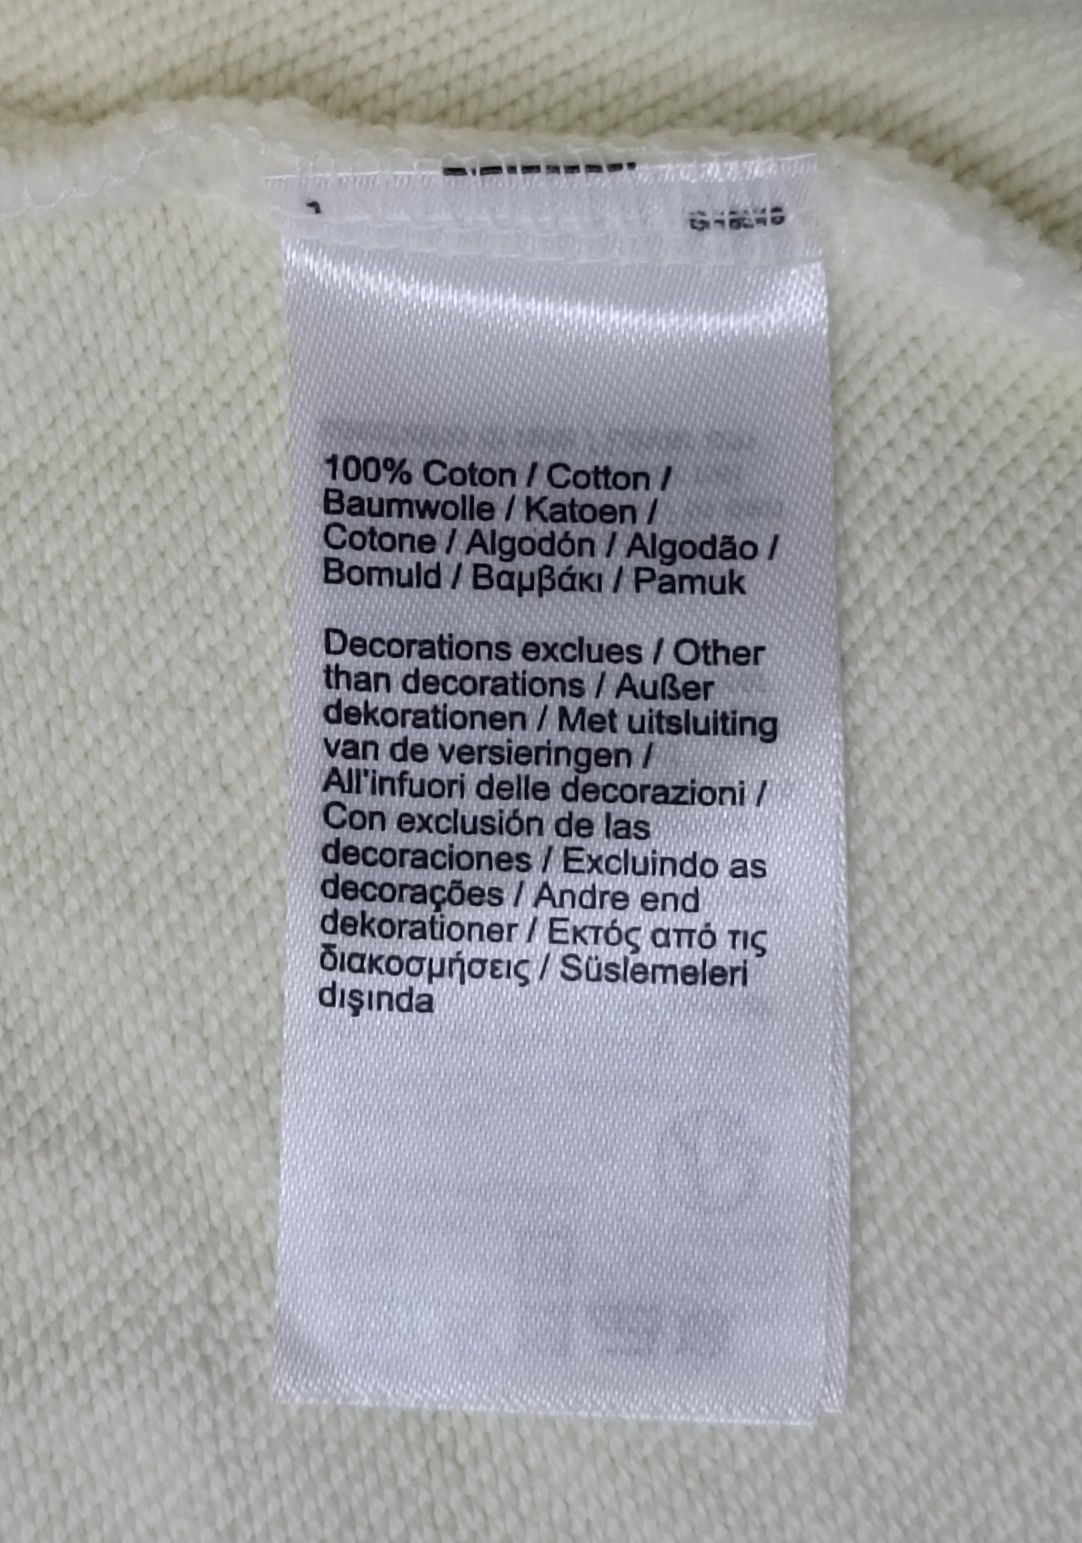 100% Coton / Cotton /
Baumwolle / Katoen /
Cotone / Algodón / Algodão /
Bomuld / Βαμβάκι / Pamuk
Decorations exclues / Other
than decorations / Außer
dekorationen / Met uitsluiting
van de versieringen /
All'infuori delle decorazioni /
Con exclusión de las
decoraciones / Excluindo as
decorações / Andre end
dekorationer / Εκτός από τις
διακοσμήσεις / Süslemeleri
dışında